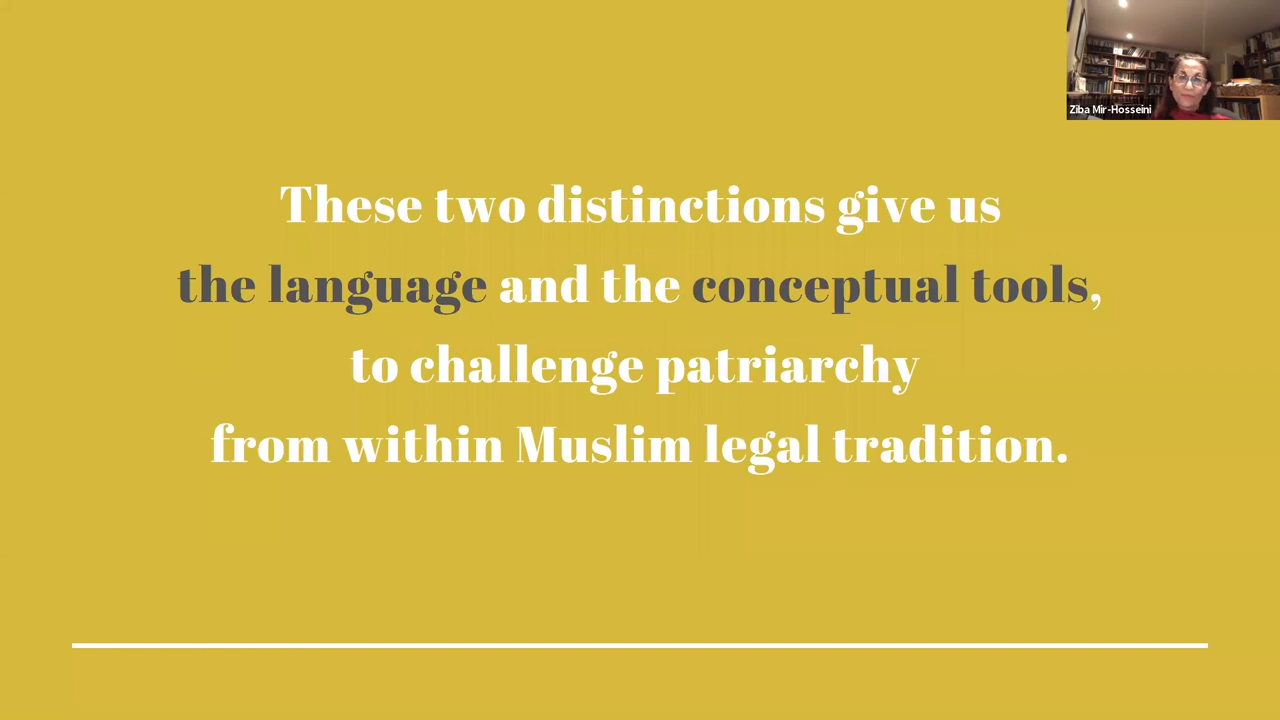 Ziba Mir-Hosseini
These two distinctions give us
the language and the conceptual tools,
to challenge patriarchy
from within Muslim legal tradition.